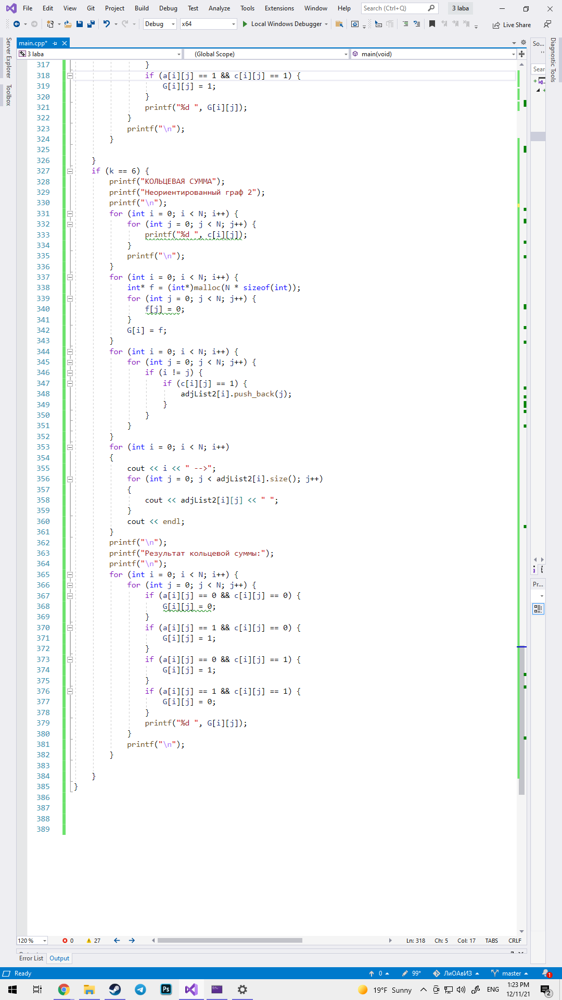 File Edit View Git Project Build Debug Test Analyze Tools Extensions Window Help Search (Ctrl+Q) 3 laba
Debug x64 Local Windows Debugger Live Share
main.cpp*
3 laba (Global Scope) main(void)
Server Explorer
Toolbox
Diagnostic Tools
So...
Sear
317 }
318 if (a[i][j] == 1 && c[i][j] == 1) {
319 G[i][j] = 1;
320 }
321 printf("%d ", G[i][j]);
322 }
323 printf("\n");
324 }
325
326 }
327 if (k == 6) {
328 printf("КОЛЬЦЕВАЯ СУММА");
329 printf("Неориентированный граф 2");
330 printf("\n");
331 for (int i = 0; i < N; i++) {
332 for (int j = 0; j < N; j++) {
333 printf("%d ", c[i][j]);
334 }
335 printf("\n");
336 }
337 for (int i = 0; i < N; i++) {
338 int* f = (int*)malloc(N * sizeof(int));
339 for (int j = 0; j < N; j++) {
340 f[j] = 0;
341 }
342 G[i] = f;
343 }
344 for (int i = 0; i < N; i++) {
345 for (int j = 0; j < N; j++) {
346 if (i != j) {
347 if (c[i][j] == 1) {
348 adjList2[i].push_back(j);
349 }
350 }
351 }
352 }
353 for (int i = 0; i < N; i++)
354 {
355 cout << i << " -->";
356 for (int j = 0; j < adjList2[i].size(); j++)
357 {
358 cout << adjList2[i][j] << " ";
359 }
360 cout << endl;
361 }
362 printf("\n");
363 printf("Результат кольцевой суммы:");
364 printf("\n");
365 for (int i = 0; i < N; i++) {
366 for (int j = 0; j < N; j++) {
367 if (a[i][j] == 0 && c[i][j] == 0) {
368 G[i][j] = 0;
369 }
370 if (a[i][j] == 1 && c[i][j] == 0) {
371 G[i][j] = 1;
372 }
373 if (a[i][j] == 0 && c[i][j] == 1) {
374 G[i][j] = 1;
375 }
376 if (a[i][j] == 1 && c[i][j] == 1) {
377 G[i][j] = 0;
378 }
379 printf("%d ", G[i][j]);
380 }
381 printf("\n");
382 }
383
384 }
385 }
386
387
388
389
Pr...
120 % 0 27 Ln: 318 Ch: 5 Col: 17 TABS CRLF
Error List Output
Ready 0 99* ЛиОАвИЗ master 1
Ps 19°F Sunny ENG 1:23 PM
12/11/21 2